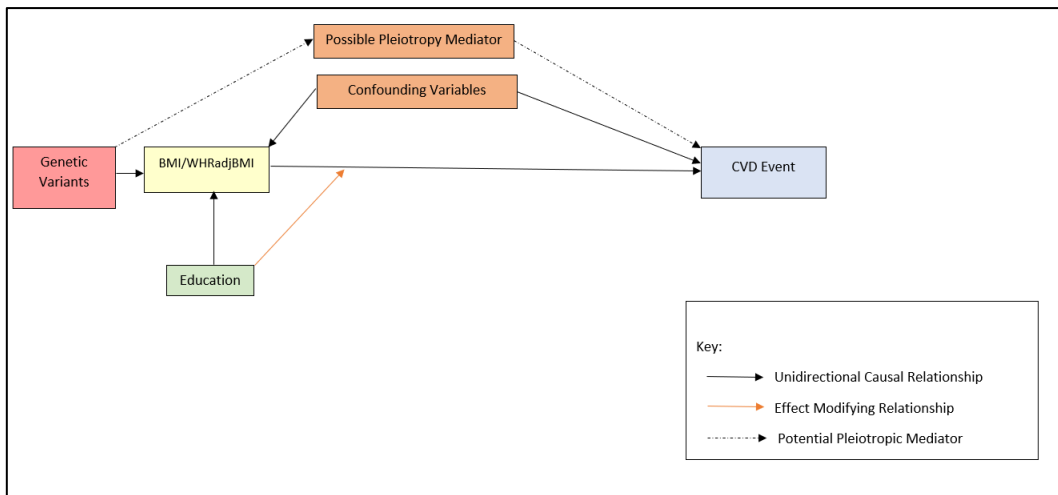 Possible Pleiotropy Mediator
Confounding Variables
Genetic
Variants
BMI/WHRadjBMI
CVD Event
Education
Key:
Unidirectional Causal Relationship
Effect Modifying Relationship
Potential Pleiotropic Mediator